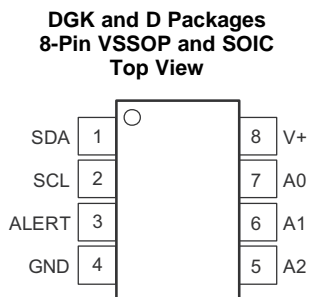 DGK and D Packages
8-Pin VSSOP and SOIC
Top View
SDA 1 8 V+
SCL 2 7 A0
ALERT 3 6 A1
GND 4 5 A2